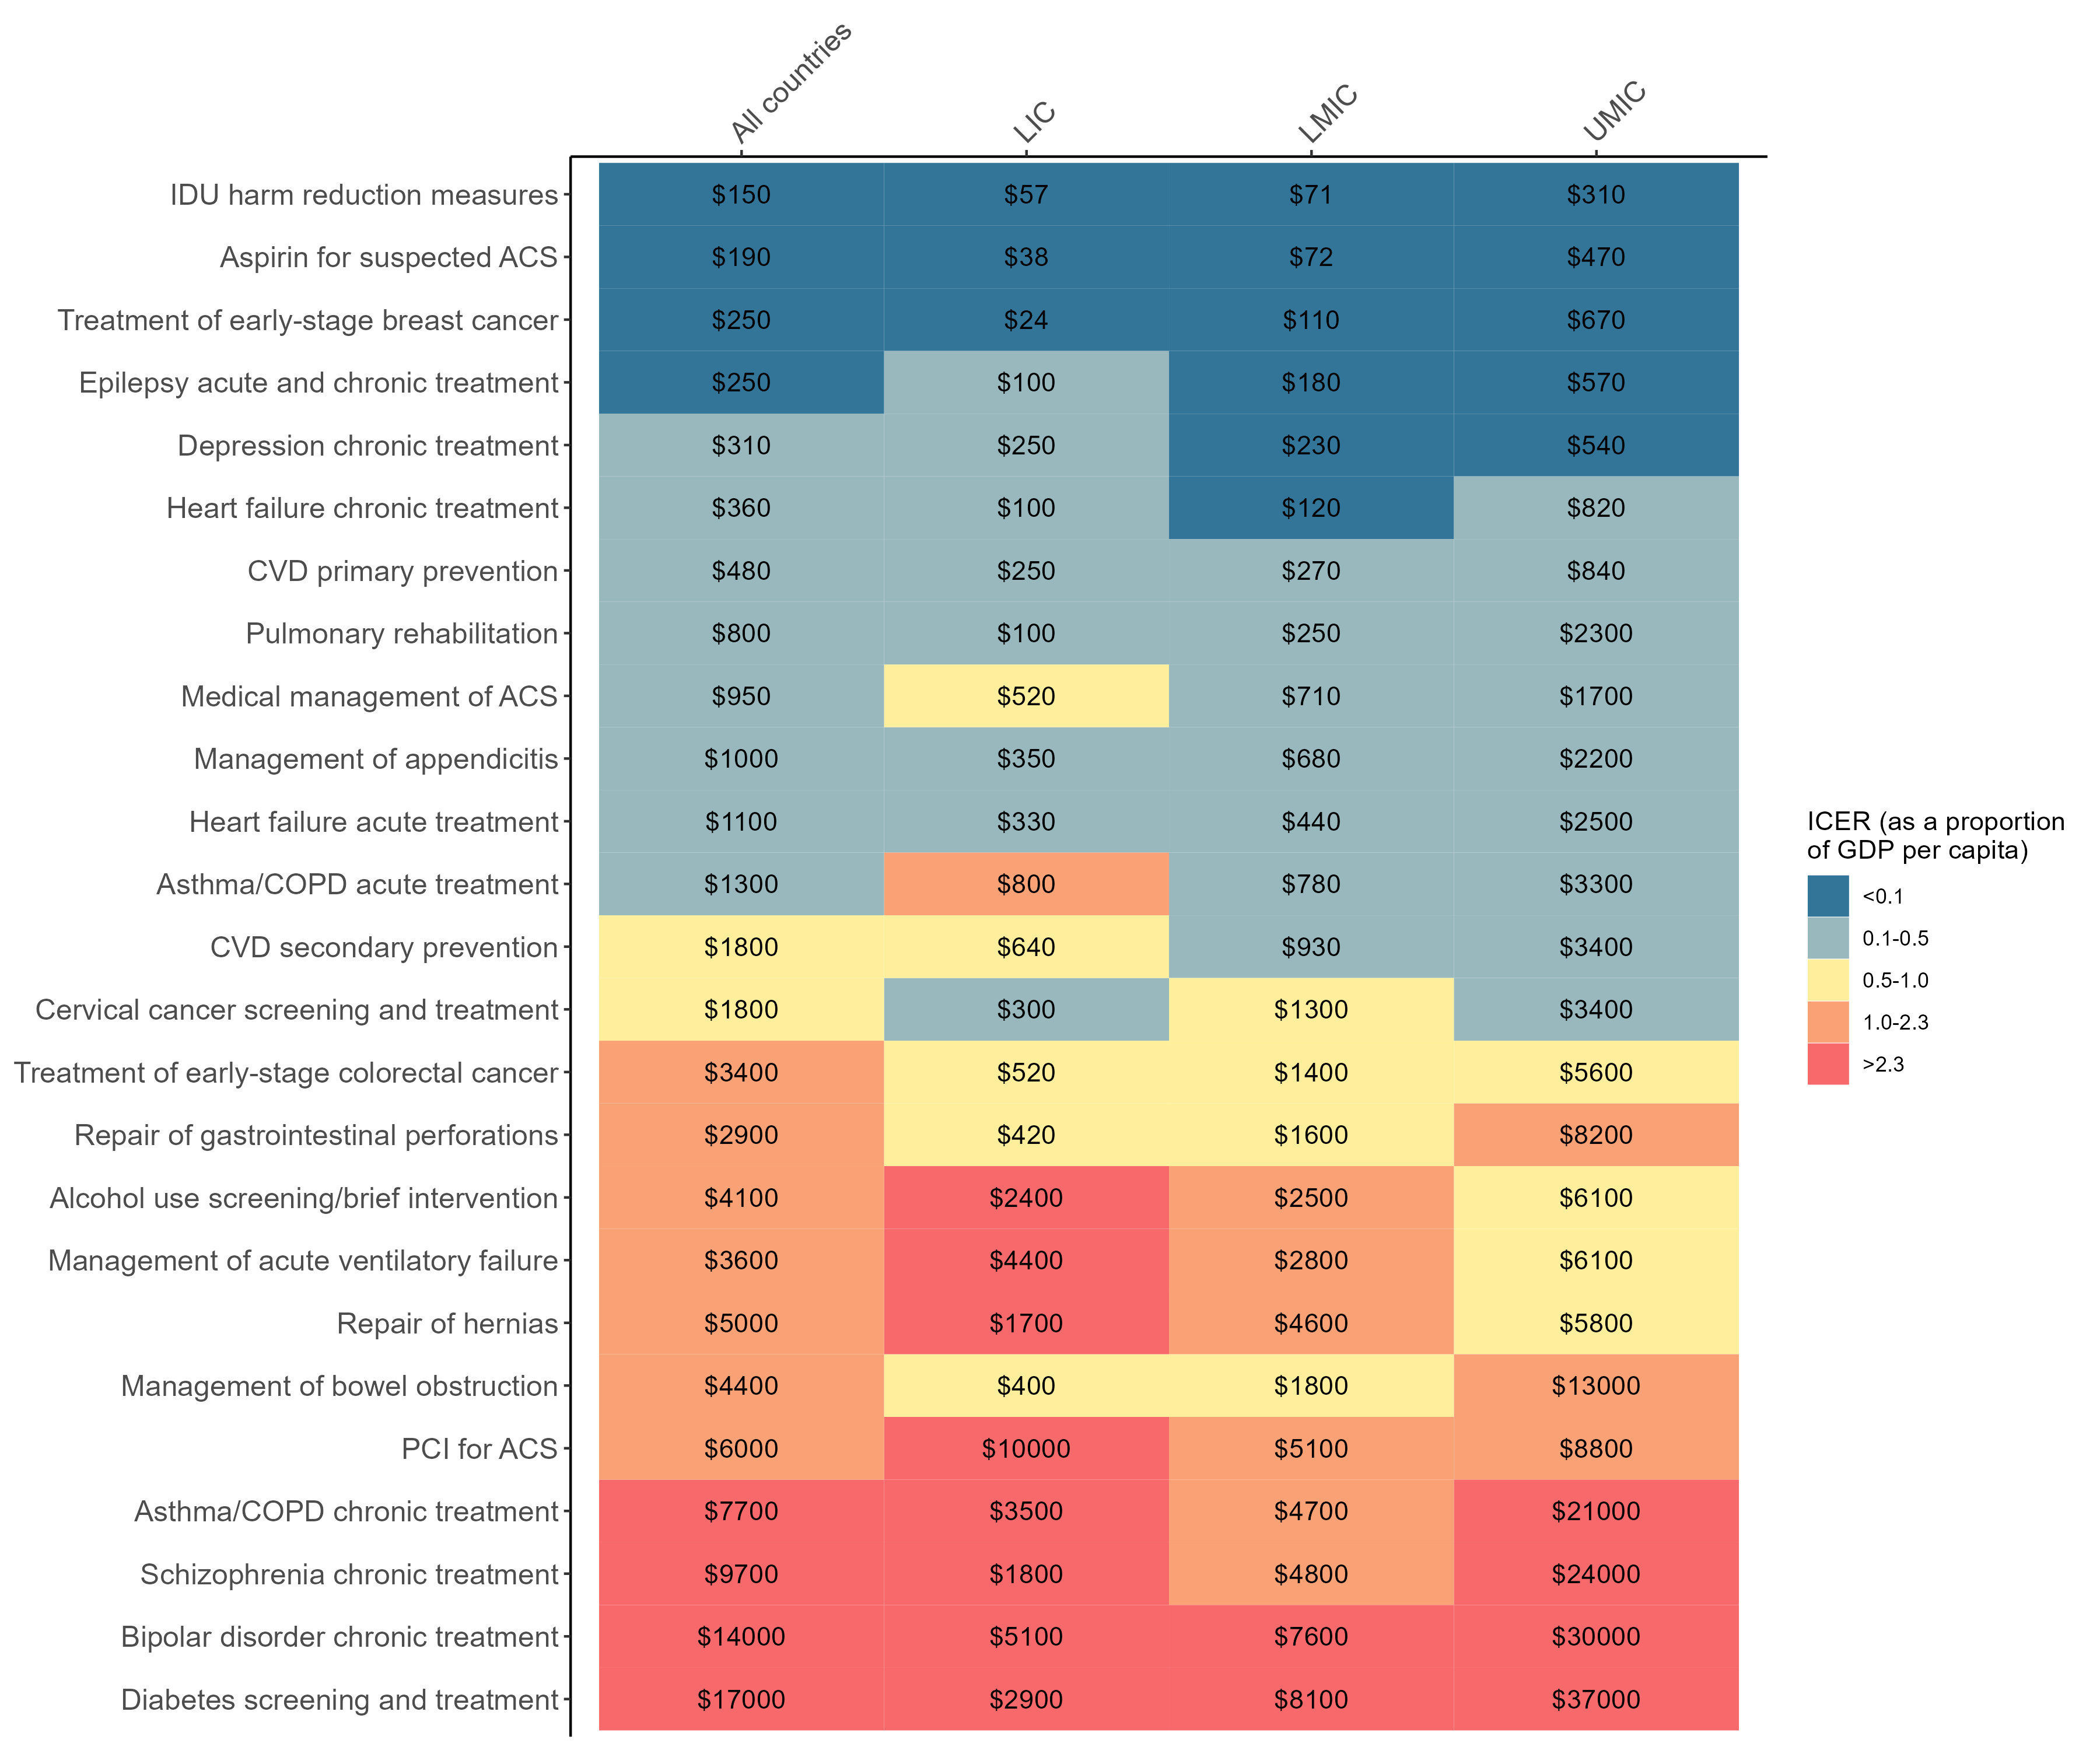 All countries LIC LMIC UMIC
IDU harm reduction measures $150 $57 $71 $310
Aspirin for suspected ACS $190 $38 $72 $470
Treatment of early-stage breast cancer $250 $24 $110 $670
Epilepsy acute and chronic treatment $250 $100 $180 $570
Depression chronic treatment $310 $250 $230 $540
Heart failure chronic treatment $360 $100 $120 $820
CVD primary prevention $480 $250 $270 $840
Pulmonary rehabilitation $800 $100 $250 $2300
Medical management of ACS $950 $520 $710 $1700
Management of appendicitis $1000 $350 $680 $2200
Heart failure acute treatment $1100 $330 $440 $2500
Asthma/COPD acute treatment $1300 $800 $780 $3300
CVD secondary prevention $1800 $640 $930 $3400
Cervical cancer screening and treatment $1800 $300 $1300 $3400
Treatment of early-stage colorectal cancer $3400 $520 $1400 $5600
Repair of gastrointestinal perforations $2900 $420 $1600 $8200
Alcohol use screening/brief intervention $4100 $2400 $2500 $6100
Management of acute ventilatory failure $3600 $4400 $2800 $6100
Repair of hernias $5000 $1700 $4600 $5800
Management of bowel obstruction $4400 $400 $1800 $13000
PCI for ACS $6000 $10000 $5100 $8800
Asthma/COPD chronic treatment $7700 $3500 $4700 $21000
Schizophrenia chronic treatment $9700 $1800 $4800 $24000
Bipolar disorder chronic treatment $14000 $5100 $7600 $30000
Diabetes screening and treatment $17000 $2900 $8100 $37000
ICER (as a proportion
of GDP per capita)
<0.1
0.1-0.5
0.5-1.0
1.0-2.3
>2.3